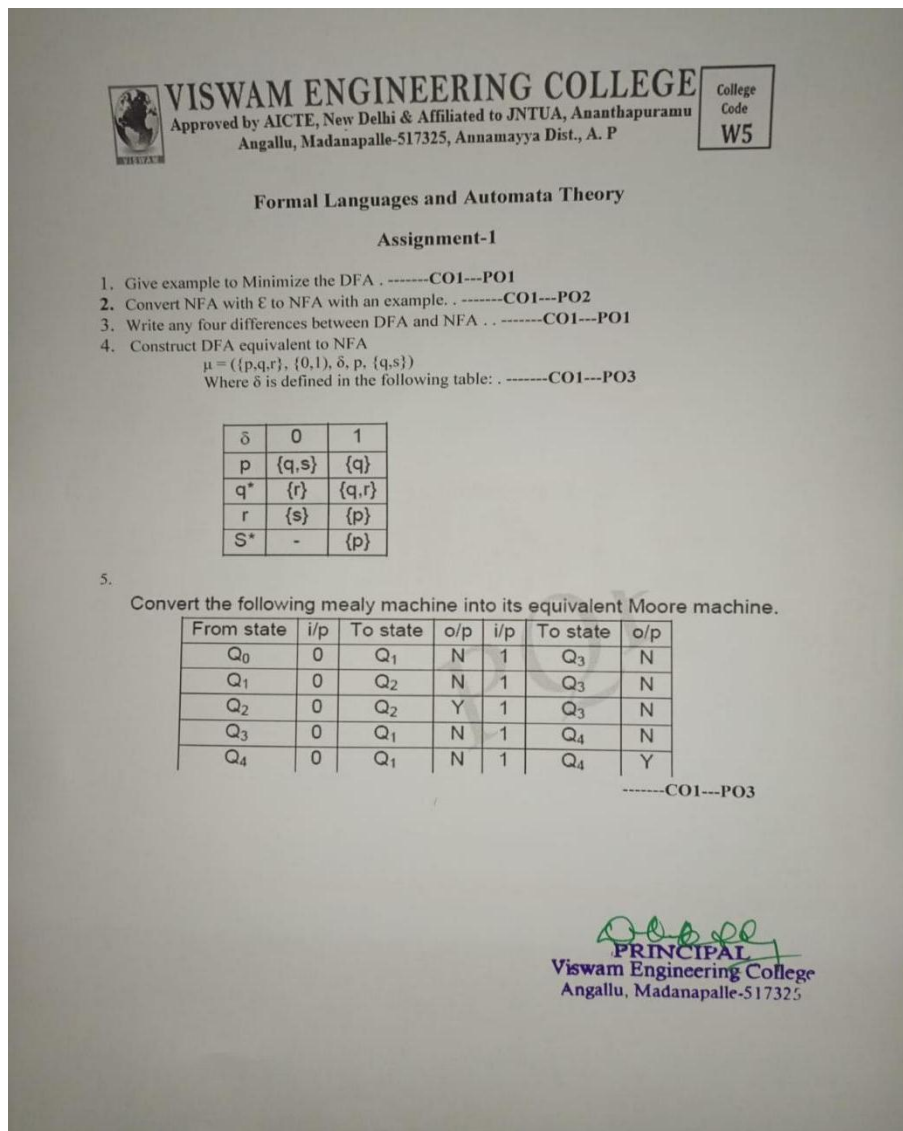 VISWAM ENGINEERING COLLEGE
Approved by AICTE, New Delhi & Affiliated to JNTUA, Ananthapuramu
Angallu, Madanapalle-517325, Annamayya Dist., A. P
College
Code
W5
VISWAM
Formal Languages and Automata Theory
Assignment-1
1. Give example to Minimize the DFA . -------CO1---PO1
2. Convert NFA with Ɛ to NFA with an example. . -------CO1---PO2
3. Write any four differences between DFA and NFA . . -------CO1---PO1
4. Construct DFA equivalent to NFA
μ = ({p,q,r}, {0,1), δ, p, {q,s})
Where δ is defined in the following table: . -------CO1---PO3
δ 0 1
p {q,s} {q}
q* {r} {q,r}
r {s} {p}
S* - {p}
5.
Convert the following mealy machine into its equivalent Moore machine.
From state i/p To state o/p i/p To state o/p
Q0 0 Q1 N 1 Q3 N
Q1 0 Q2 N 1 Q3 N
Q2 0 Q2 Y 1 Q3 N
Q3 0 Q1 N 1 Q4 N
Q4 0 Q1 N 1 Q4 Y
-------CO1---PO3
PRINCIPAL
Viswam Engineering College
Angallu, Madanapalle-517325